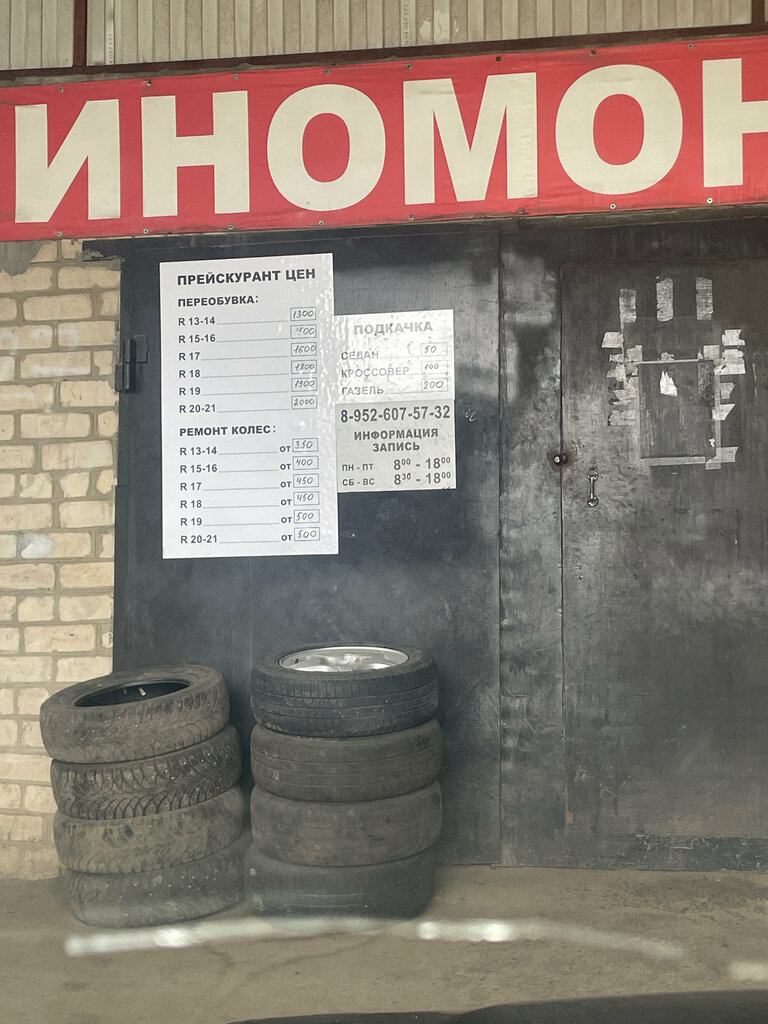 ИНОМОН
ПРЕЙСКУРАНТ ЦЕН
ПЕРЕОБУВКА:
R 13-14 1300
R 15-16 1500
R 17 1600
R 18 1800
R 19 1900
R 20-21 2000
РЕМОНТ КОЛЕС:
R 13-14 от 350
R 15-16 от 400
R 17 от 450
R 18 от 450
R 19 от 500
R 20-21 от 500
ПОДКАЧКА
СЕДАН 50
КРОССОВЕР 100
ГАЗЕЛЬ 200
8-952-607-57-32
ИНФОРМАЦИЯ
ЗАПИСЬ
ПН - ПТ 8⁰⁰ - 18⁰⁰
СБ - ВС 8³⁰ - 18⁰⁰